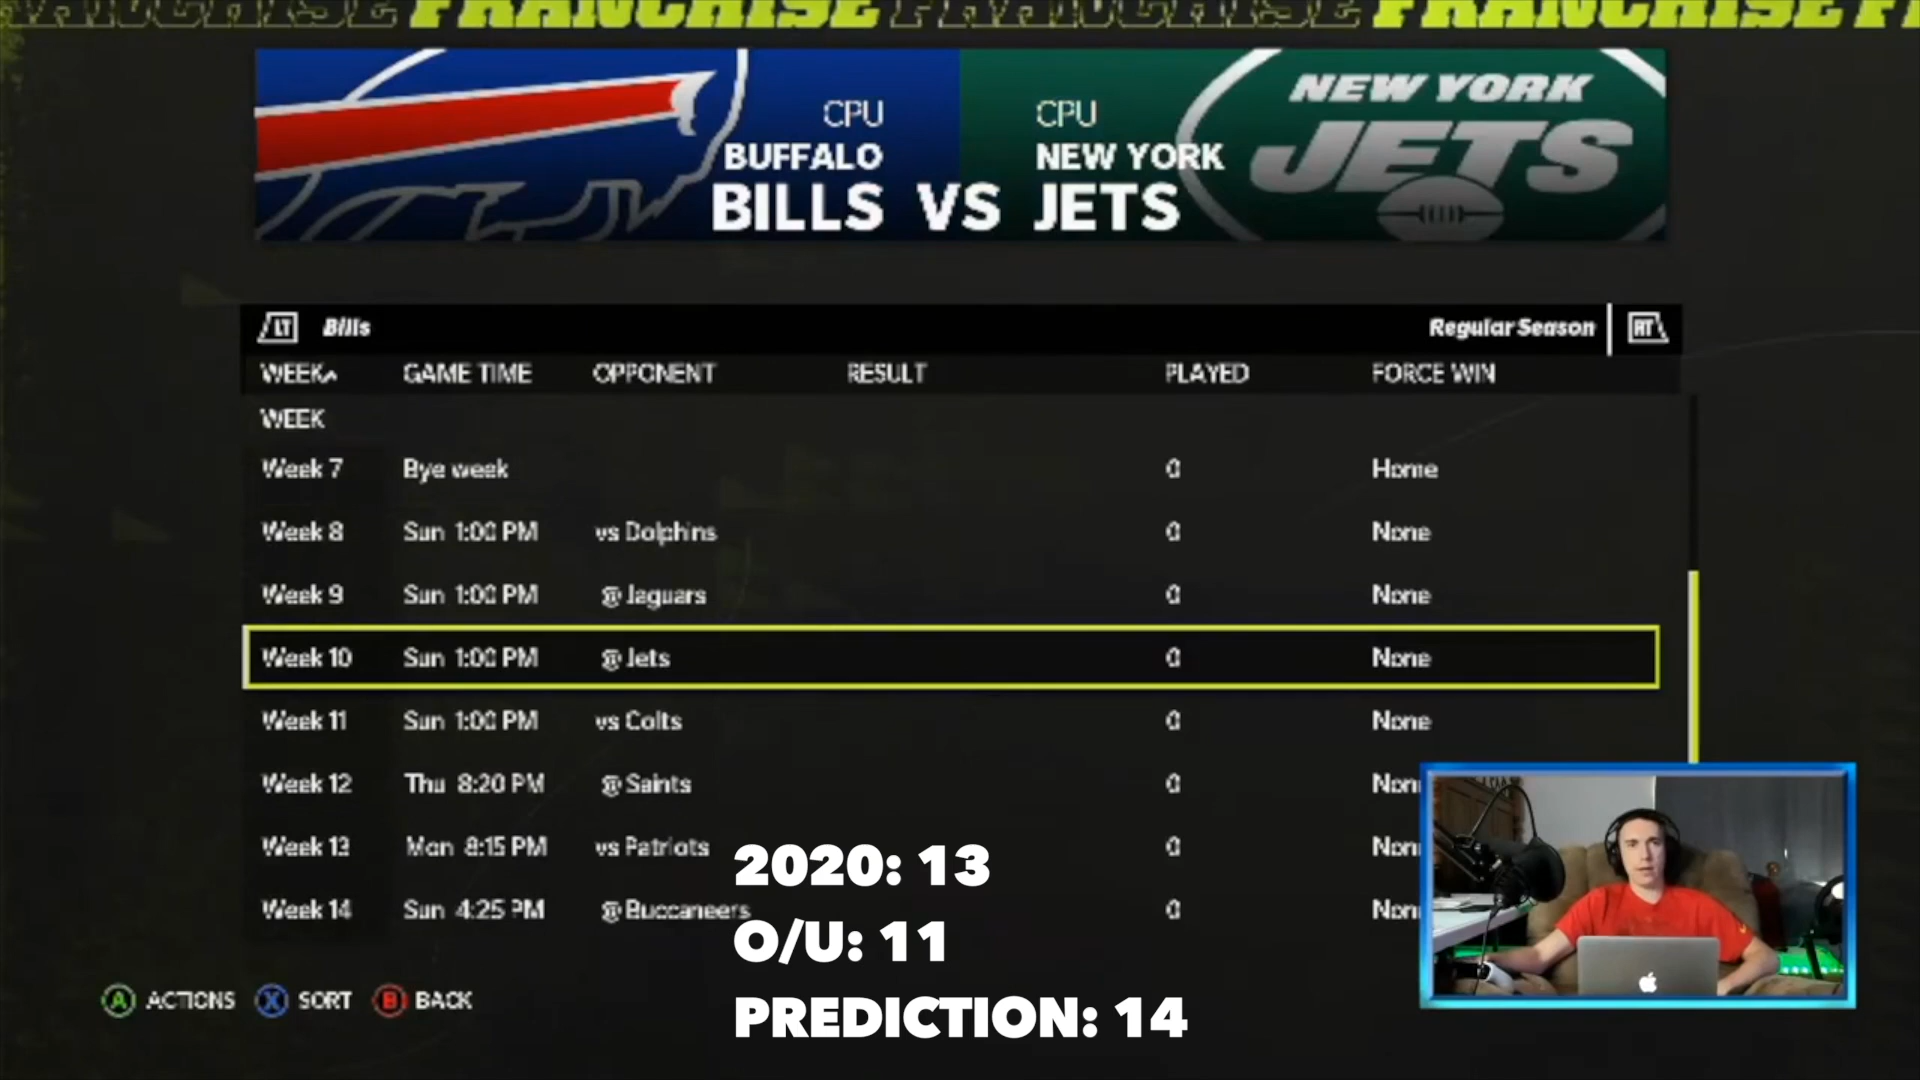 FRANCHISE FRANCHISE FRANCHISE FRANCHISE F
CPU
BUFFALO
BILLS VS JETS
CPU
NEW YORK
NEW YORK
JETS
LT Bills Regular Season RT
WEEK GAME TIME OPPONENT RESULT PLAYED FORCE WIN
WEEK
Week 7 Bye week 0 Home
Week 8 Sun 1:00 PM vs Dolphins 0 None
Week 9 Sun 1:00 PM @ Jaguars 0 None
Week 10 Sun 1:00 PM @ Jets 0 None
Week 11 Sun 1:00 PM vs Colts 0 None
Week 12 Thu 8:20 PM @ Saints 0 Non
Week 13 Mon 8:15 PM vs Patriots 0 Non
Week 14 Sun 4:25 PM @ Buccaneers 0 Non
2020: 13
O/U: 11
PREDICTION: 14
A ACTIONS X SORT B BACK